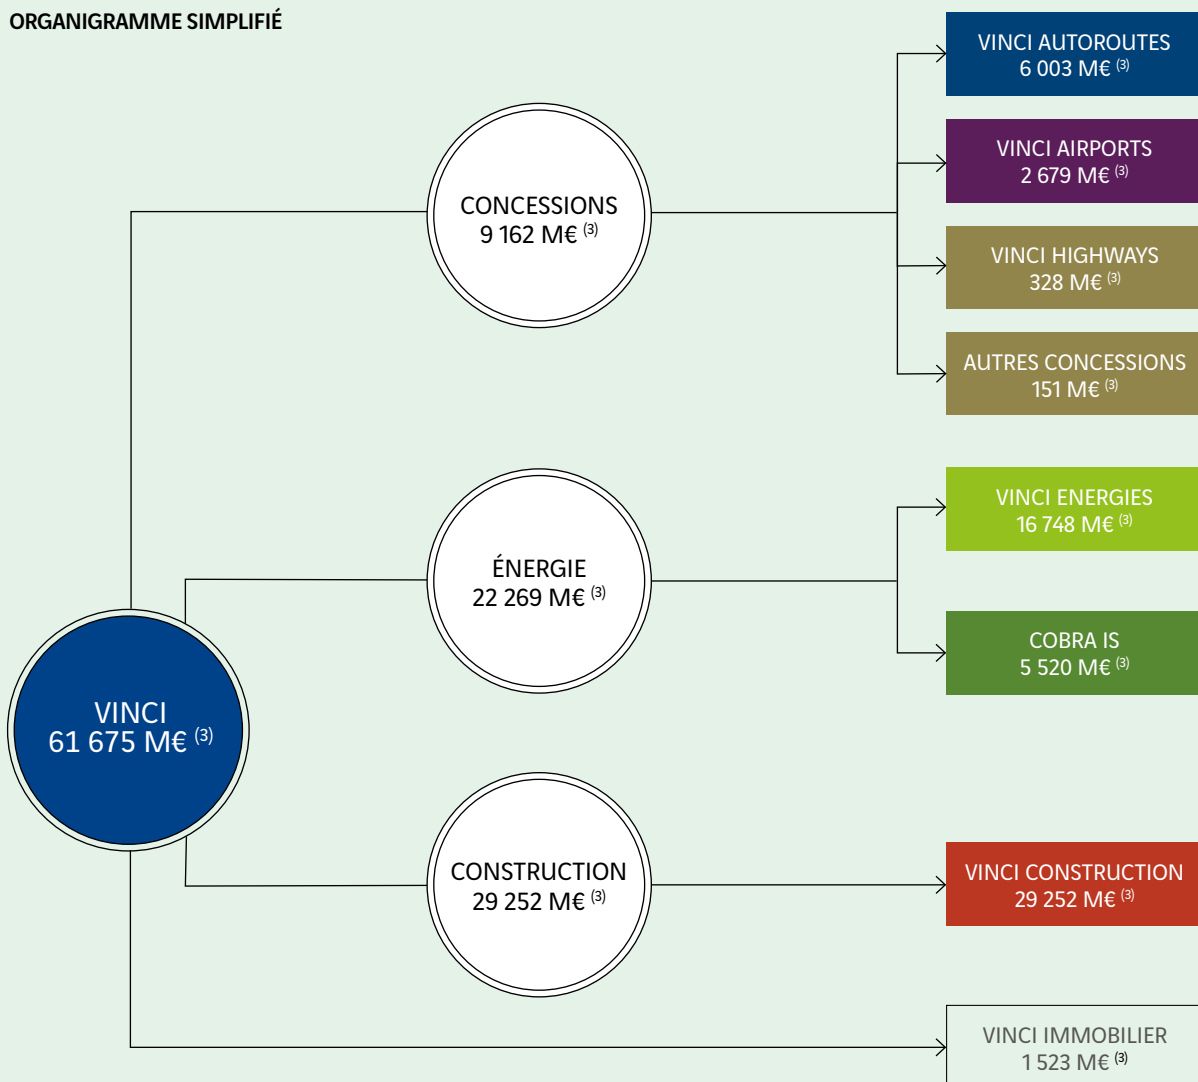 ORGANIGRAMME SIMPLIFIÉ
VINCI
61 675 M€ (3)
CONCESSIONS
9 162 M€ (3)
VINCI AUTOROUTES
6 003 M€ (3)
VINCI AIRPORTS
2 679 M€ (3)
VINCI HIGHWAYS
328 M€ (3)
AUTRES CONCESSIONS
151 M€ (3)
ÉNERGIE
22 269 M€ (3)
VINCI ENERGIES
16 748 M€ (3)
COBRA IS
5 520 M€ (3)
CONSTRUCTION
29 252 M€ (3)
VINCI CONSTRUCTION
29 252 M€ (3)
VINCI IMMOBILIER
1 523 M€ (3)